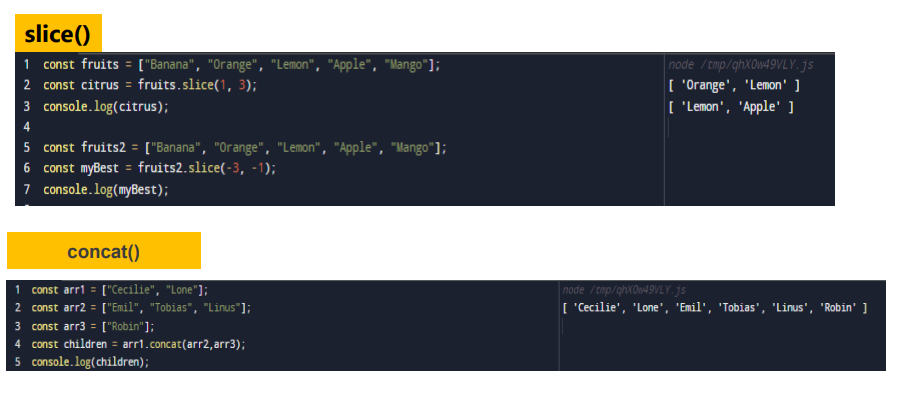 slice()
1 const fruits = ["Banana", "Orange", "Lemon", "Apple", "Mango"];
node /tmp/qhX0w49VLY.js
2 const citrus = fruits.slice(1, 3);
[ 'Orange', 'Lemon' ]
3 console.log(citrus);
[ 'Lemon', 'Apple' ]
4
5 const fruits2 = ["Banana", "Orange", "Lemon", "Apple", "Mango"];
6 const myBest = fruits2.slice(-3, -1);
7 console.log(myBest);
concat()
1 const arr1 = ["Cecilie", "Lone"];
node /tmp/qhX0w49VLY.js
2 const arr2 = ["Emil", "Tobias", "Linus"];
[ 'Cecilie', 'Lone', 'Emil', 'Tobias', 'Linus', 'Robin' ]
3 const arr3 = ["Robin"];
4 const children = arr1.concat(arr2,arr3);
5 console.log(children);